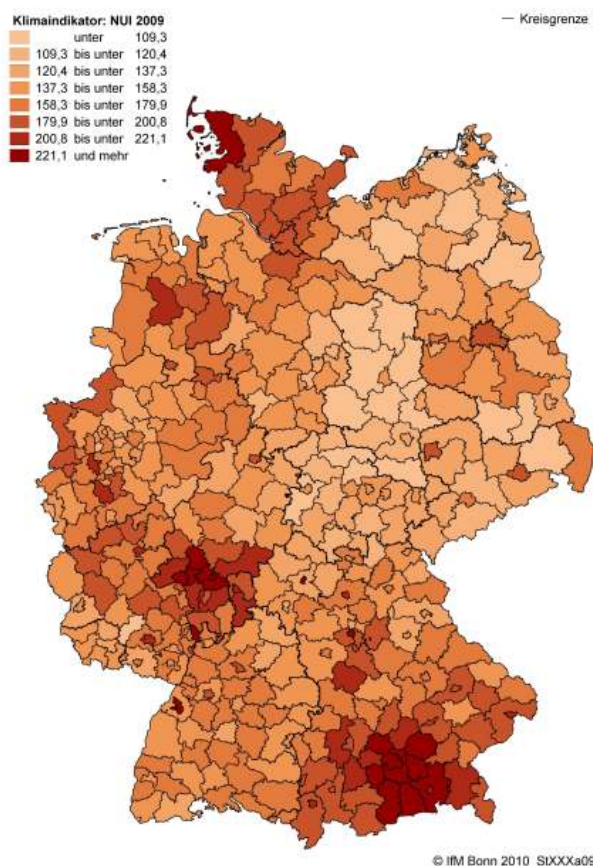 Klimaindikator: NUI 2009
unter 109,3
109,3 bis unter 120,4
120,4 bis unter 137,3
137,3 bis unter 158,3
158,3 bis unter 179,9
179,9 bis unter 200,8
200,8 bis unter 221,1
221,1 und mehr
— Kreisgrenze
© IfM Bonn 2010 StXXXa09